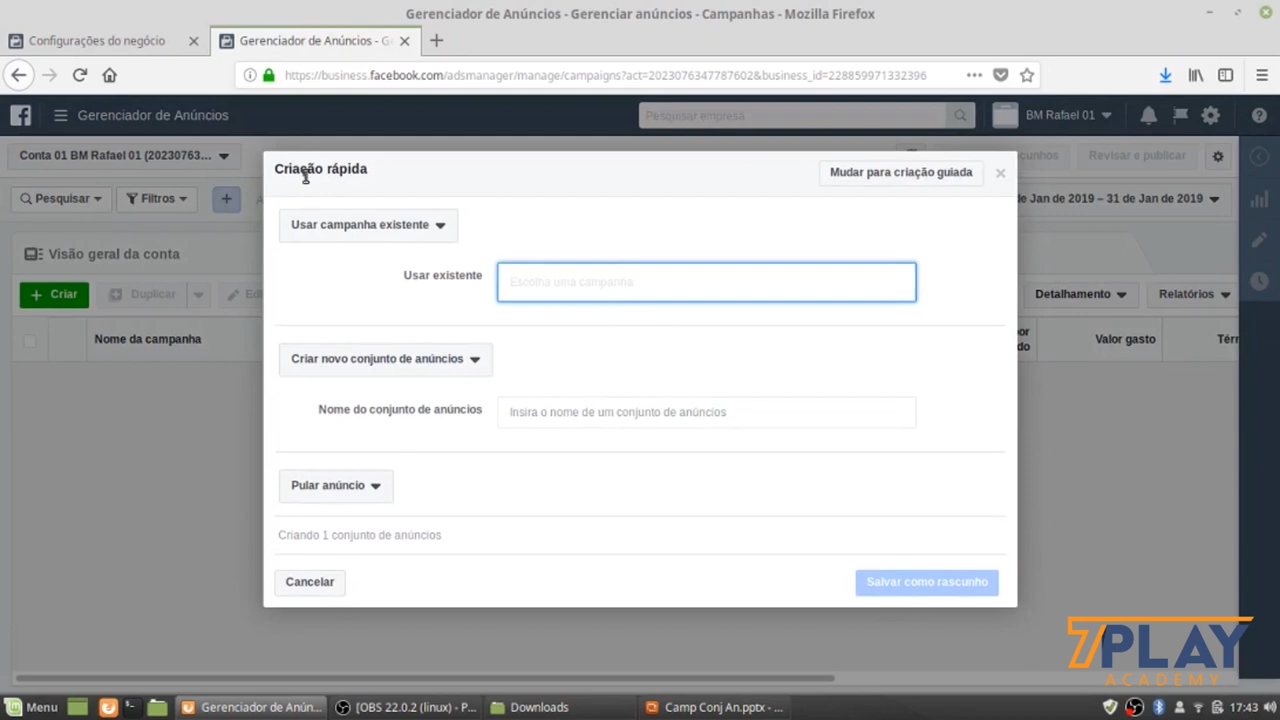 Gerenciador de Anúncios - Gerenciar anúncios - Campanhas - Mozilla Firefox
Configurações do negócio
Gerenciador de Anúncios - G
https://business.facebook.com/adsmanager/manage/campaigns?act=2023076347787602&business_id=228859971332396
Gerenciador de Anúncios
Pesquisar empresa
BM Rafael 01
Conta 01 BM Rafael 01 (20230763...
Revisar e publicar
Criação rápida
Mudar para criação guiada
Pesquisar
Filtros
de Jan de 2019 – 31 de Jan de 2019
Usar campanha existente
Visão geral da conta
Usar existente
Escolha uma campanha
Criar
Duplicar
Detalhamento
Relatórios
Nome da campanha
Valor gasto
Criar novo conjunto de anúncios
Nome do conjunto de anúncios
Insira o nome de um conjunto de anúncios
Pular anúncio
Criando 1 conjunto de anúncios
Cancelar
Salvar como rascunho
7PLAY
ACADEMY
Menu
Gerenciador de Anún...
[OBS 22.0.2 (linux) - P...
Downloads
Camp Conj An.pptx - ...
17:43